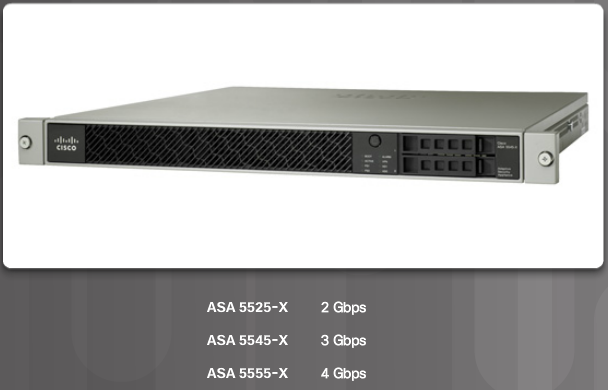 CISCO
ASA 5525-X 2 Gbps
ASA 5545-X 3 Gbps
ASA 5555-X 4 Gbps